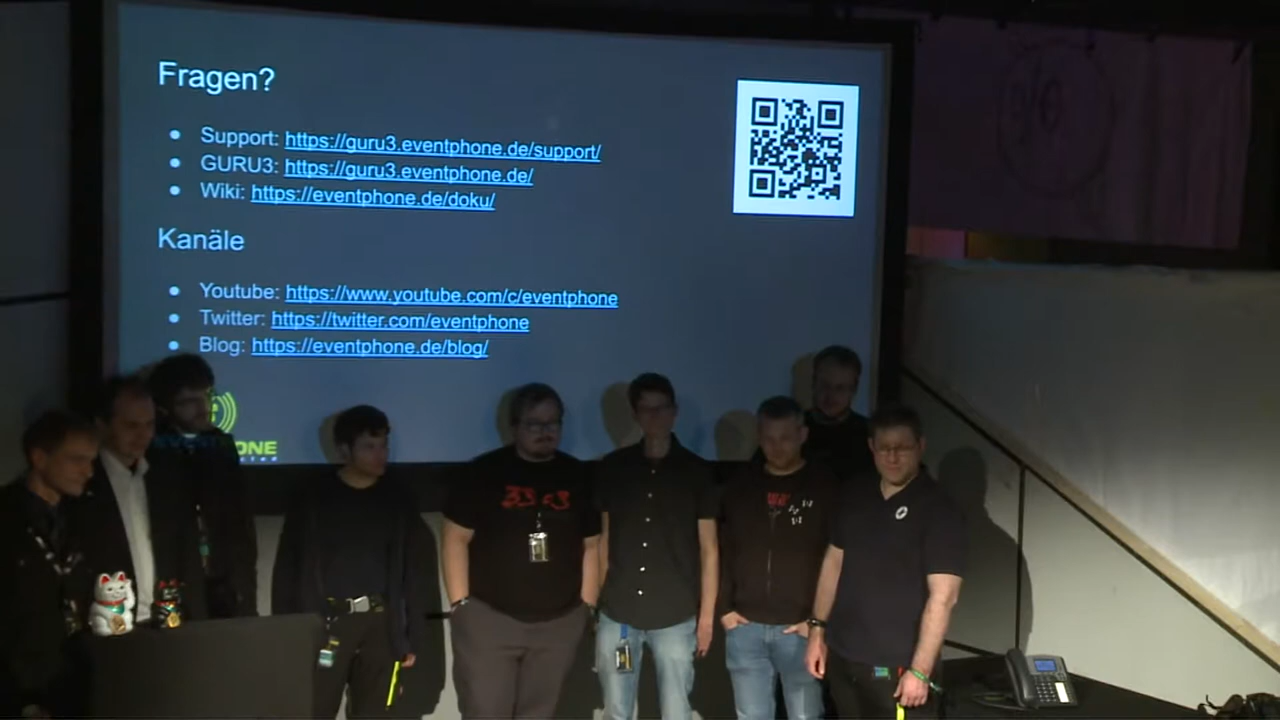 Fragen?
● Support: https://guru3.eventphone.de/support/
● GURU3: https://guru3.eventphone.de/
● Wiki: https://eventphone.de/doku/
Kanäle
● Youtube: https://www.youtube.com/c/eventphone
● Twitter: https://twitter.com/eventphone
● Blog: https://eventphone.de/blog/